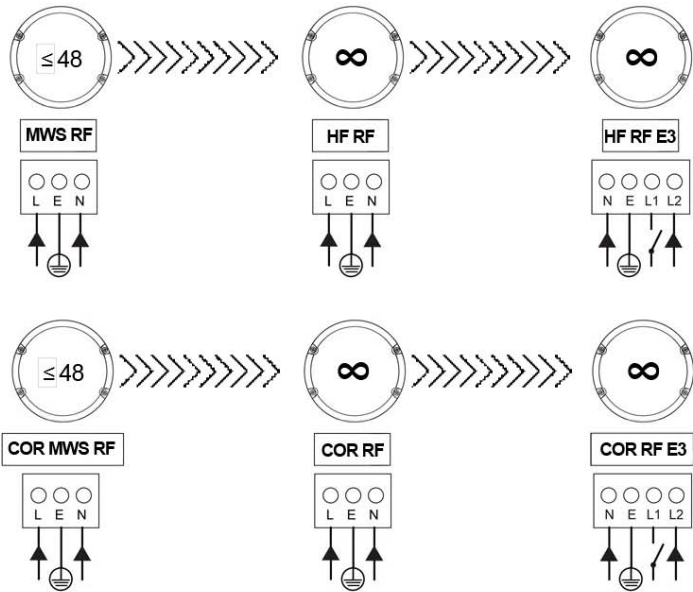 ≤48 ∞ ∞
MWS RF HF RF HF RF E3
L E N L E N N E L1 L2
≤48 ∞ ∞
COR MWS RF COR RF COR RF E3
L E N L E N N E L1 L2